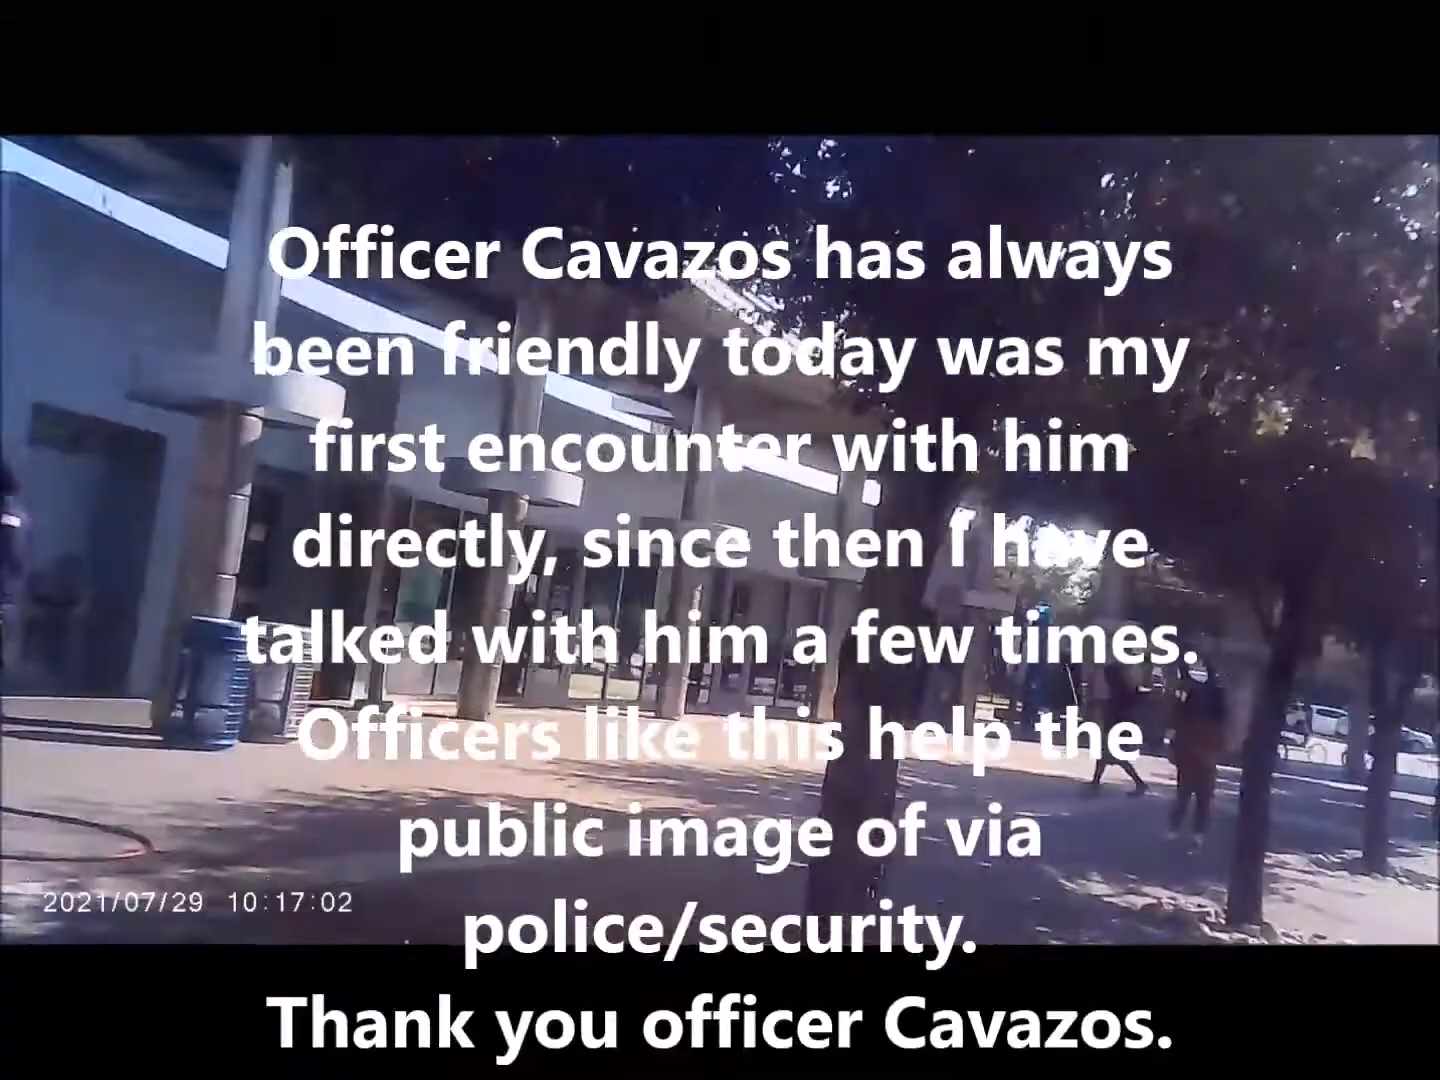 Officer Cavazos has always
been friendly today was my
first encounter with him
directly, since then I have
talked with him a few times.
Officers like this help the
public image of via
police/security.
Thank you officer Cavazos.
2021/07/29 10:17:02